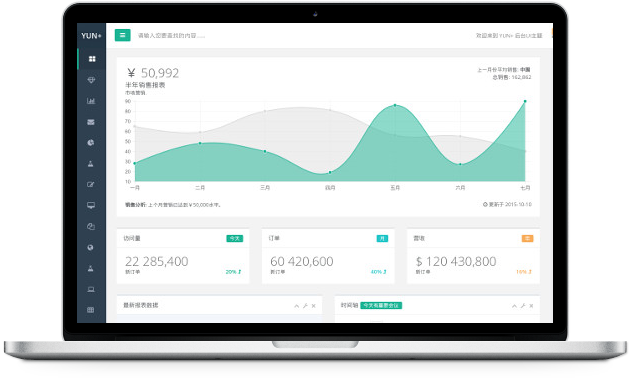 YUN+
请输入您要查找的内容……
欢迎来到 YUN+ 后台UI主题
￥ 50,992
半年销售报表
市场营销
上一月份平均销售: 中国
总销售: 162,862
90
80
70
60
50
40
30
20
10
一月 二月 三月 四月 五月 六月 七月
销售分析: 上个月营销已达到￥50,000水平。
更新于 2015-10-10
访问量 今天
22 285,400
新订单 20%
订单 月
60 420,600
新订单 40%
营收
$ 120 430,800
新订单 16%
最新报表数据
时间轴 今天有重要会议